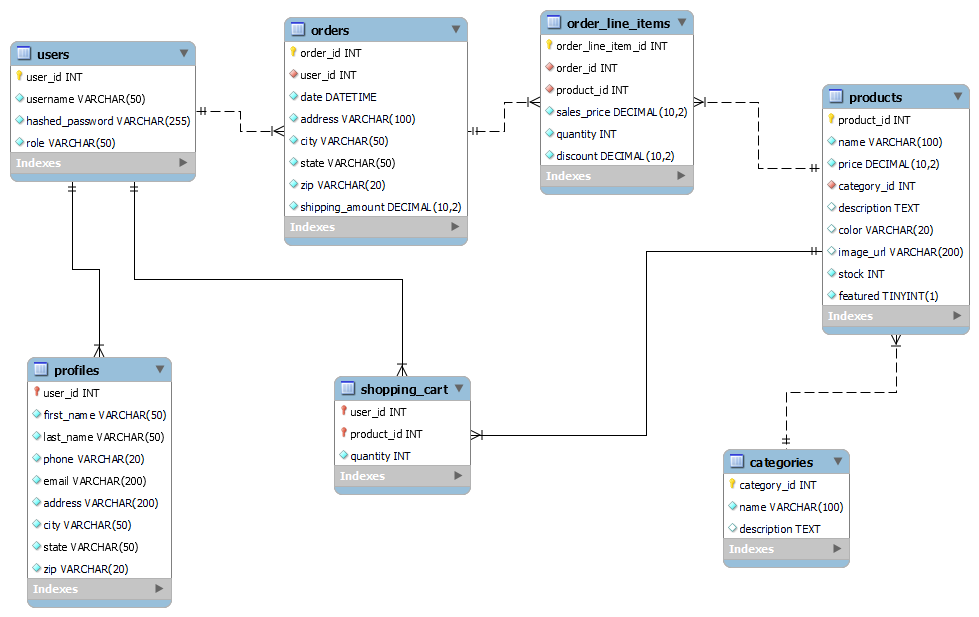 users
user_id INT
username VARCHAR(50)
hashed_password VARCHAR(255)
role VARCHAR(50)
Indexes
orders
order_id INT
user_id INT
date DATETIME
address VARCHAR(100)
city VARCHAR(50)
state VARCHAR(50)
zip VARCHAR(20)
shipping_amount DECIMAL(10,2)
Indexes
order_line_items
order_line_item_id INT
order_id INT
product_id INT
sales_price DECIMAL(10,2)
quantity INT
discount DECIMAL(10,2)
Indexes
products
product_id INT
name VARCHAR(100)
price DECIMAL(10,2)
category_id INT
description TEXT
color VARCHAR(20)
image_url VARCHAR(200)
stock INT
featured TINYINT(1)
Indexes
profiles
user_id INT
first_name VARCHAR(50)
last_name VARCHAR(50)
phone VARCHAR(20)
email VARCHAR(200)
address VARCHAR(200)
city VARCHAR(50)
state VARCHAR(50)
zip VARCHAR(20)
Indexes
shopping_cart
user_id INT
product_id INT
quantity INT
Indexes
categories
category_id INT
name VARCHAR(100)
description TEXT
Indexes